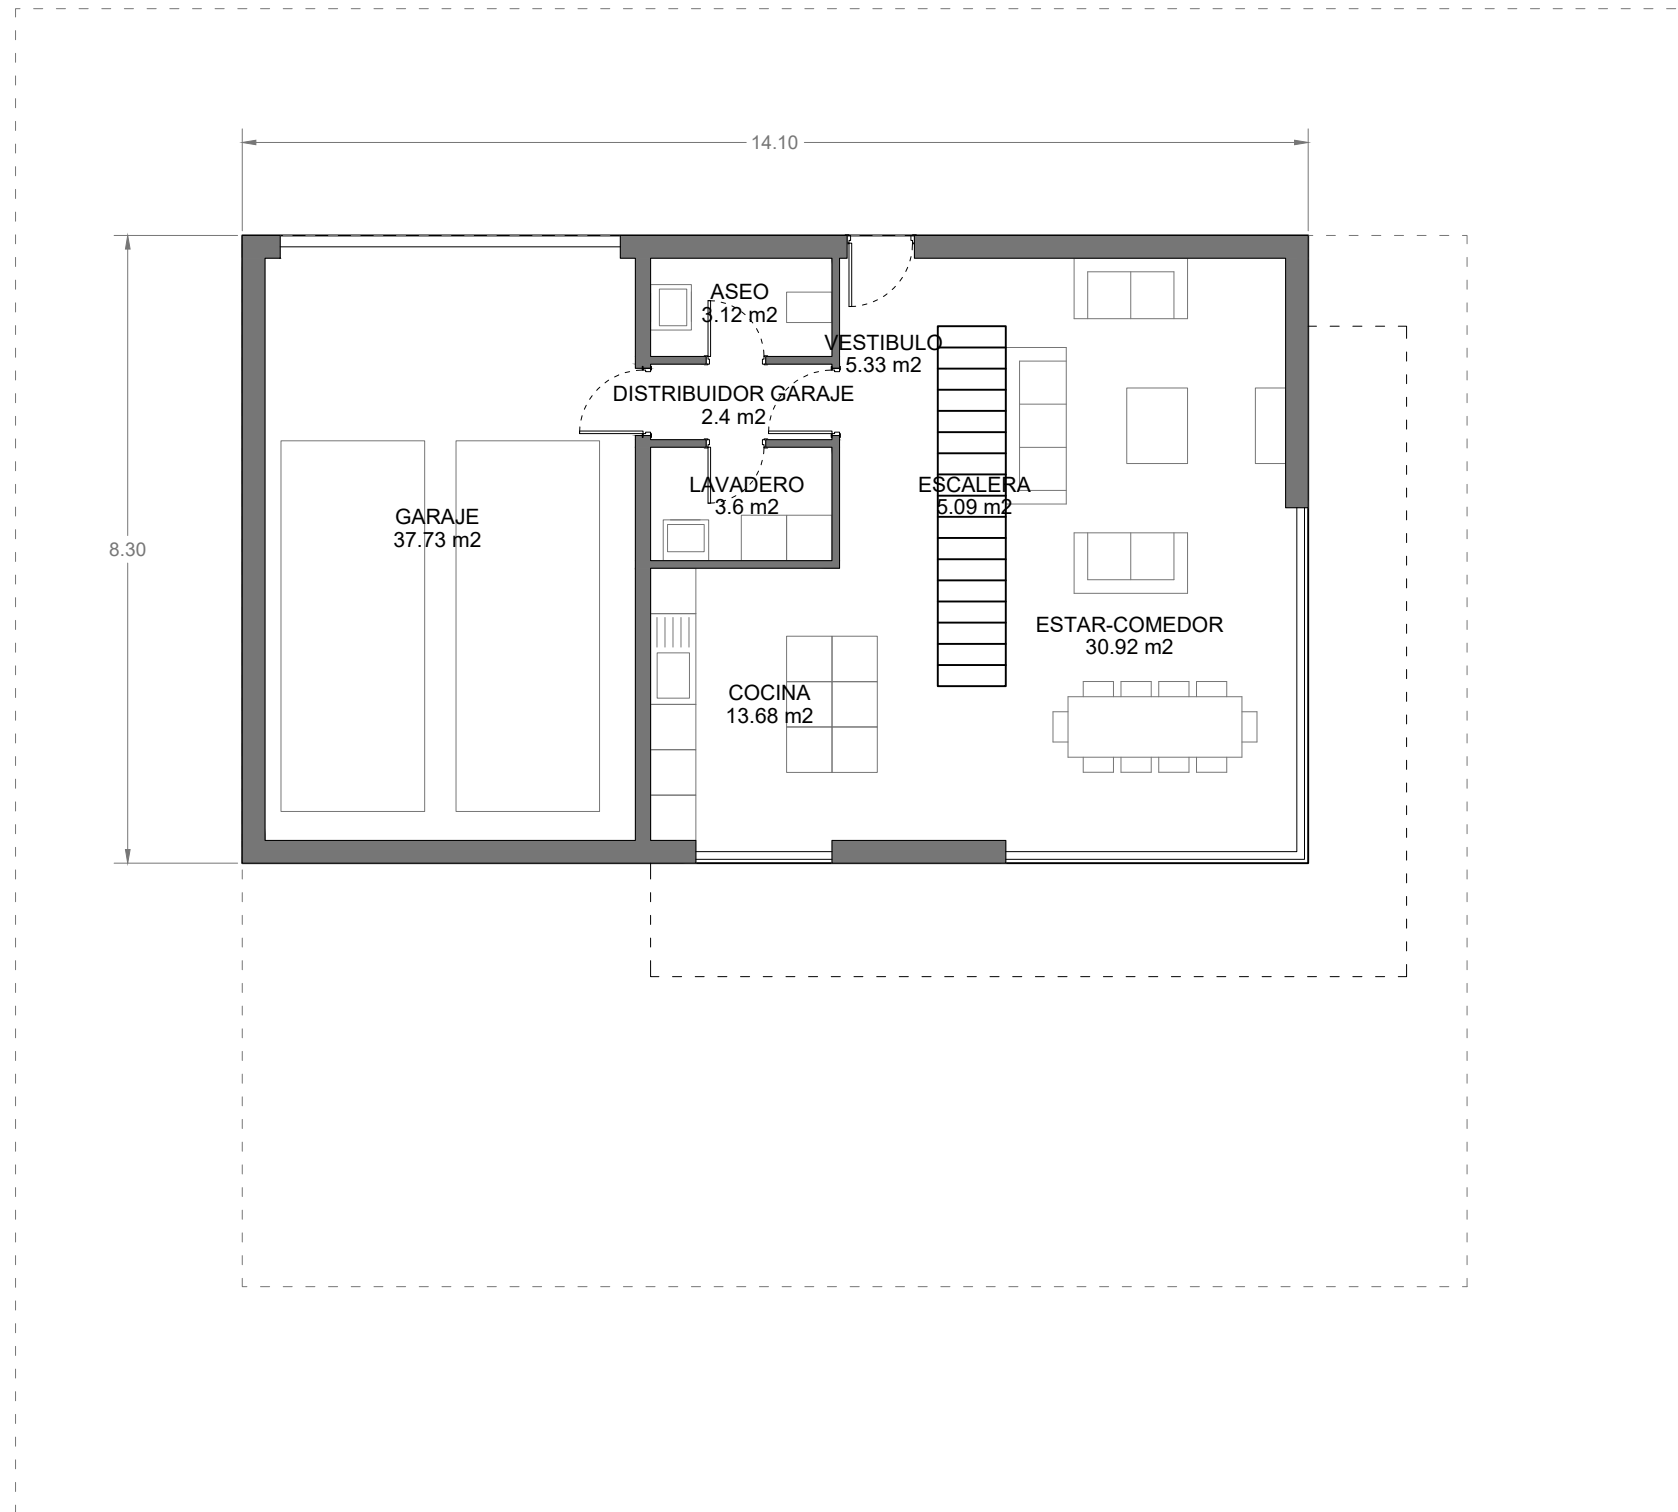 14.10
ASEO
3.12 m2
VESTIBULO
5.33 m2
DISTRIBUIDOR GARAJE
2.4 m2
LAVADERO
3.6 m2
ESCALERA
5.09 m2
GARAJE
37.73 m2
8.30
ESTAR-COMEDOR
30.92 m2
COCINA
13.68 m2